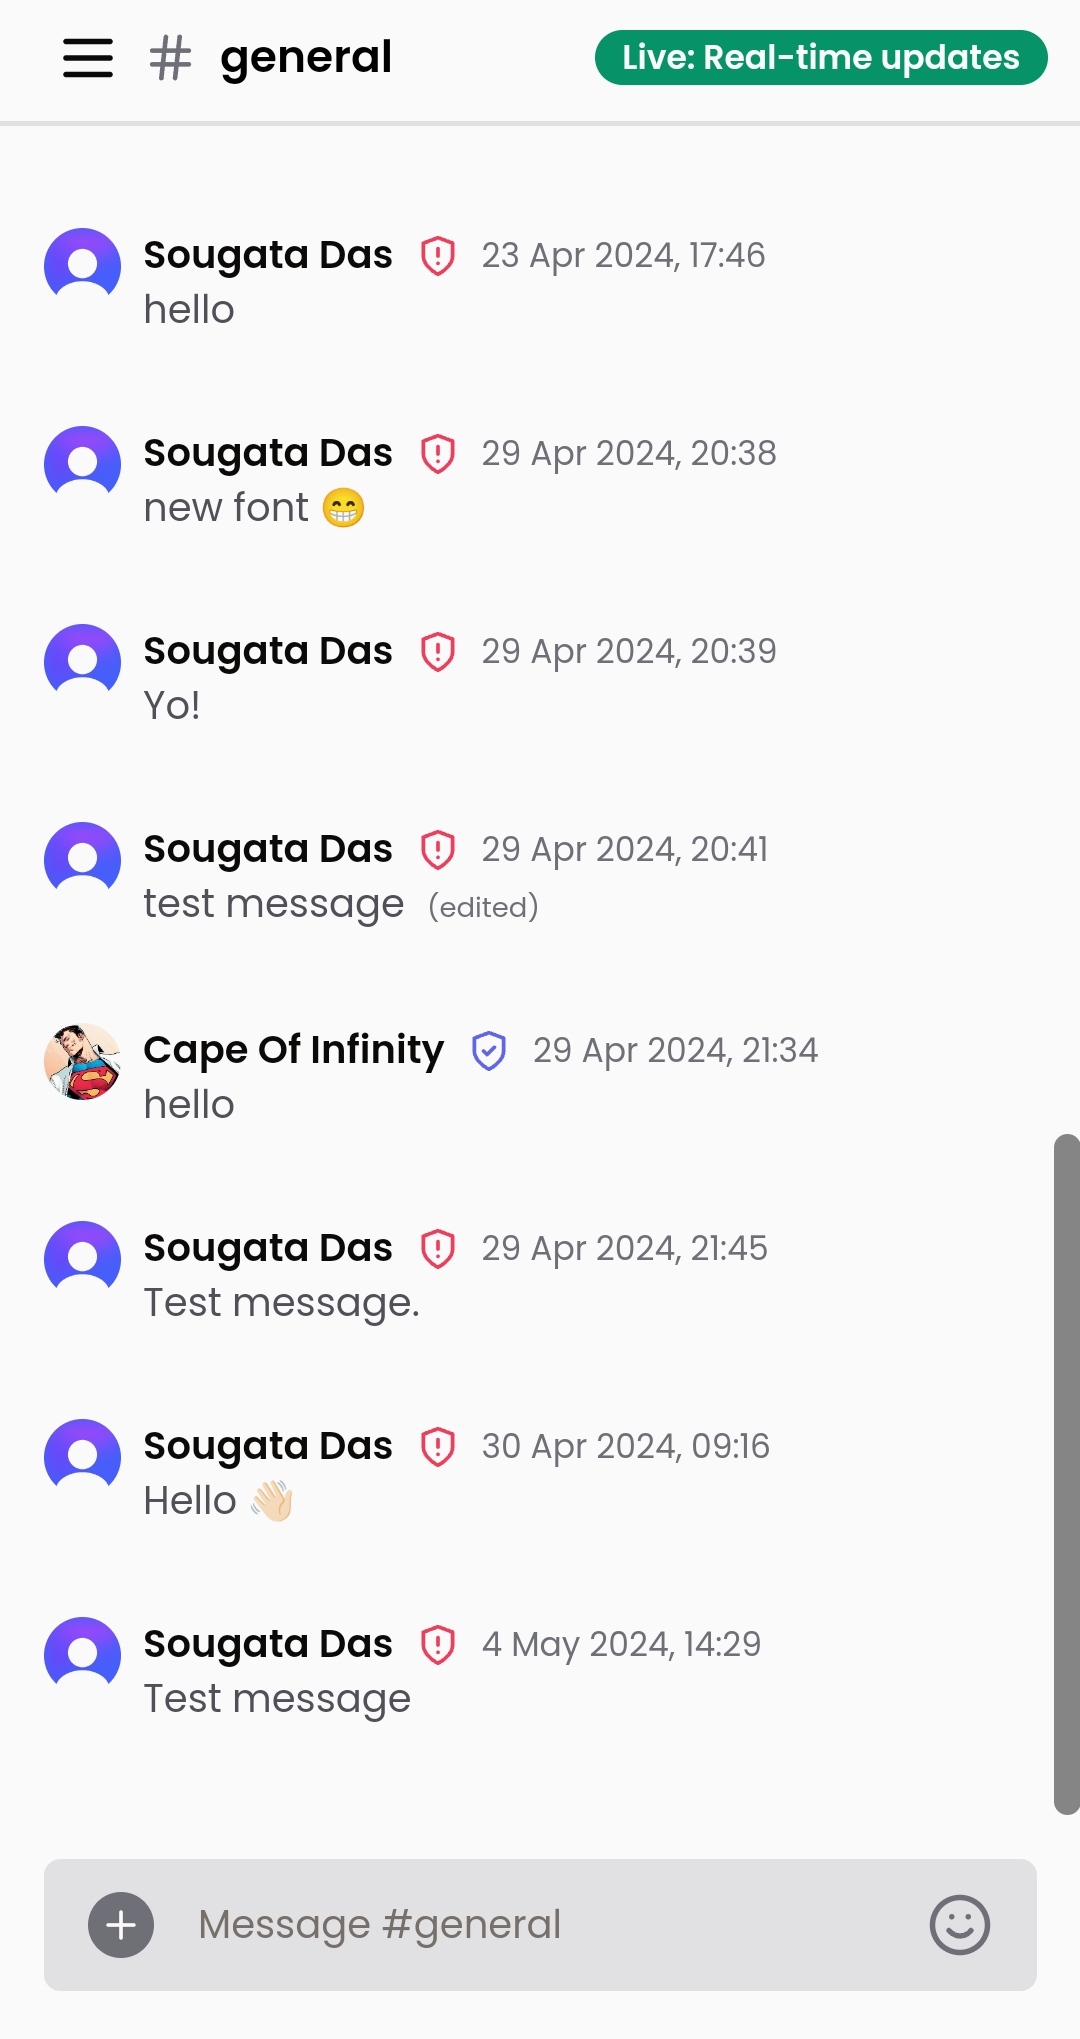 # general
Live: Real-time updates
Sougata Das 23 Apr 2024, 17:46
hello
Sougata Das 29 Apr 2024, 20:38
new font 😁
Sougata Das 29 Apr 2024, 20:39
Yo!
Sougata Das 29 Apr 2024, 20:41
test message (edited)
Cape Of Infinity 29 Apr 2024, 21:34
hello
Sougata Das 29 Apr 2024, 21:45
Test message.
Sougata Das 30 Apr 2024, 09:16
Hello 👋🏻
Sougata Das 4 May 2024, 14:29
Test message
Message #general